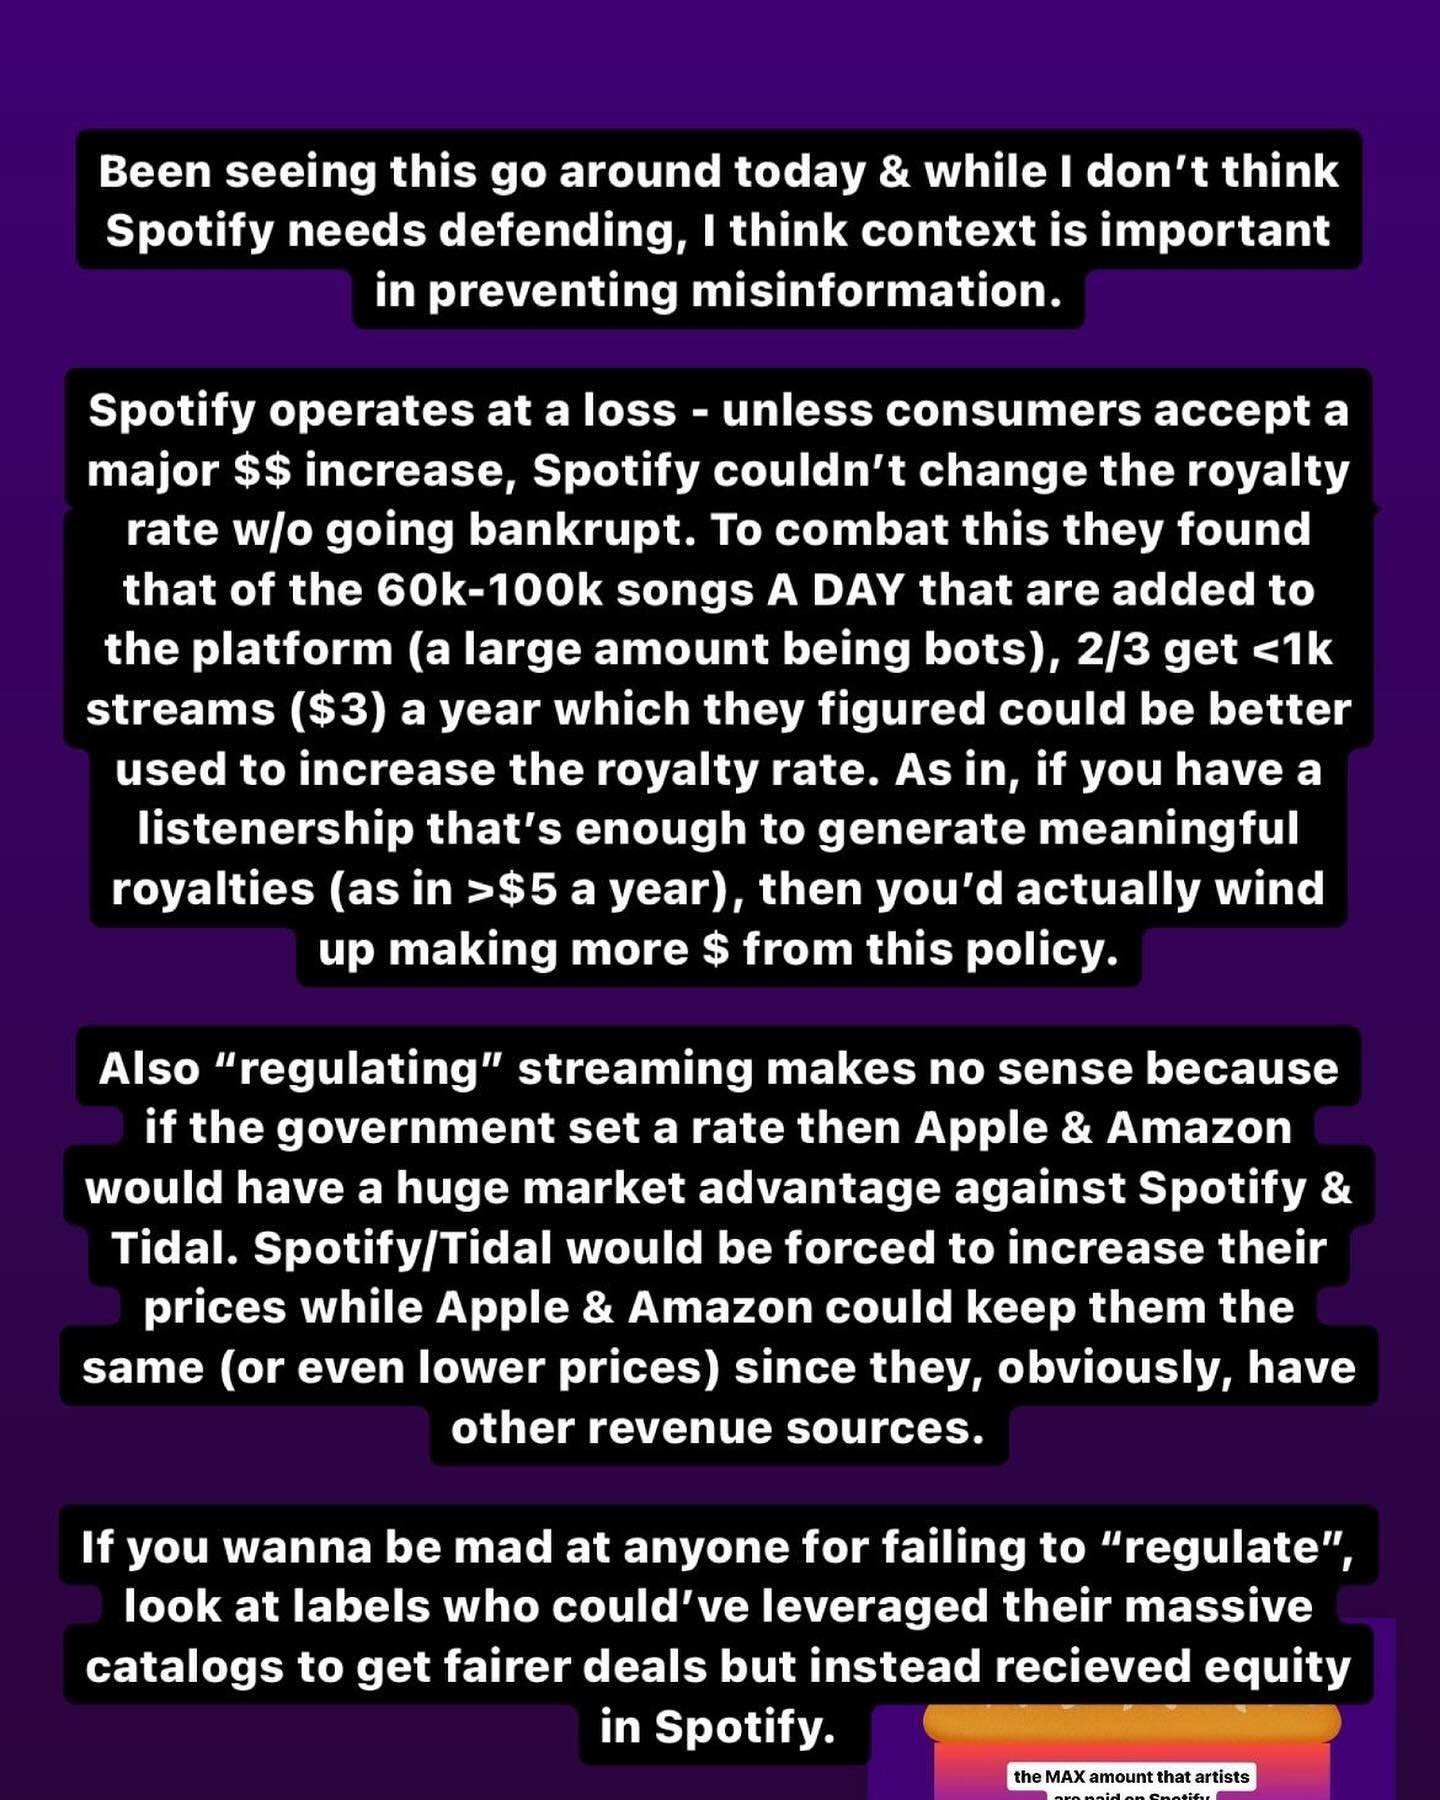 Been seeing this go around today & while I don’t think
Spotify needs defending, I think context is important
in preventing misinformation.
Spotify operates at a loss - unless consumers accept a
major $$ increase, Spotify couldn’t change the royalty
rate w/o going bankrupt. To combat this they found
that of the 60k-100k songs A DAY that are added to
the platform (a large amount being bots), 2/3 get <1k
streams ($3) a year which they figured could be better
used to increase the royalty rate. As in, if you have a
listenership that’s enough to generate meaningful
royalties (as in >$5 a year), then you’d actually wind
up making more $ from this policy.
Also “regulating” streaming makes no sense because
if the government set a rate then Apple & Amazon
would have a huge market advantage against Spotify &
Tidal. Spotify/Tidal would be forced to increase their
prices while Apple & Amazon could keep them the
same (or even lower prices) since they, obviously, have
other revenue sources.
If you wanna be mad at anyone for failing to “regulate”,
look at labels who could’ve leveraged their massive
catalogs to get fairer deals but instead recieved equity
in Spotify.
the MAX amount that artists
are paid on Spotify